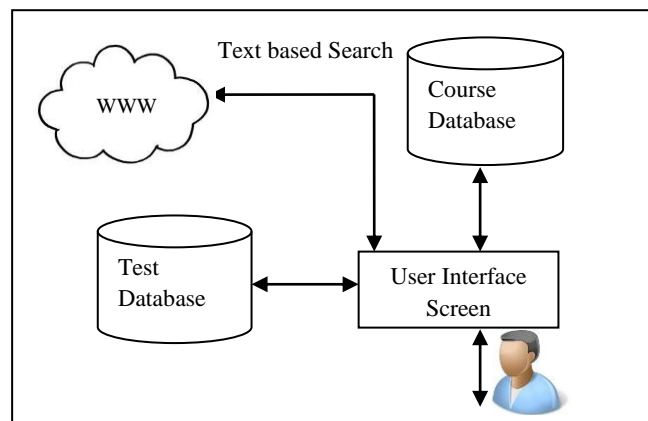 Text based Search
WWW
Course
Database
Test
Database
User Interface
Screen